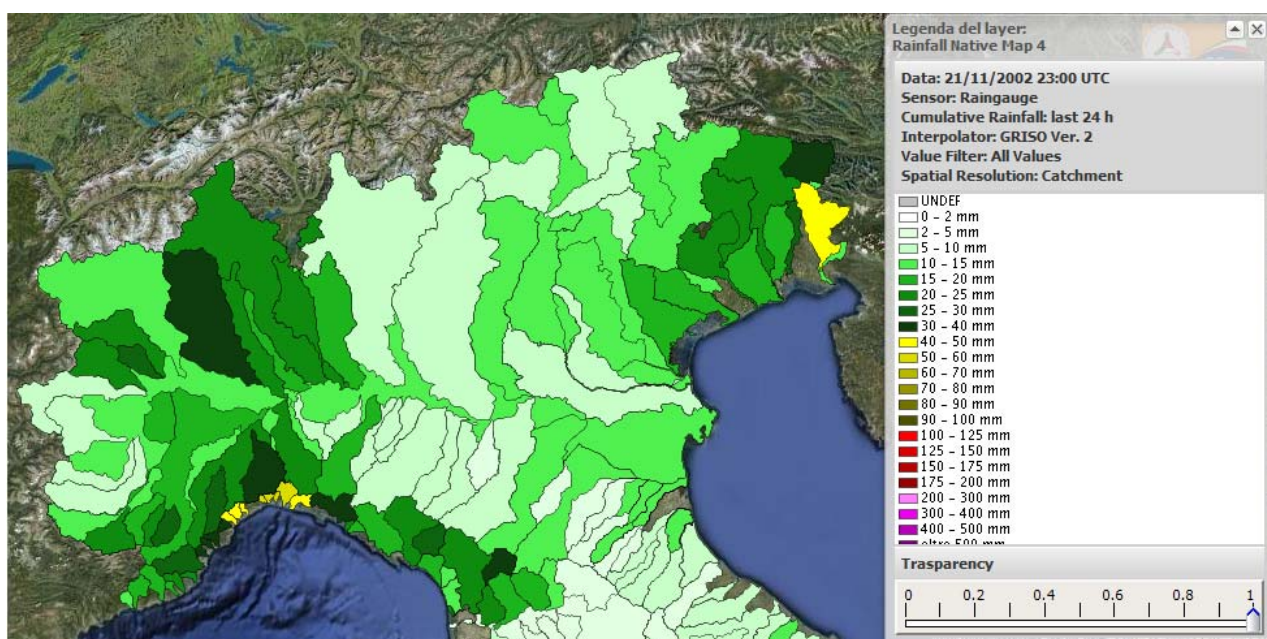 Legenda del layer:
Rainfall Native Map 4
Data: 21/11/2002 23:00 UTC
Sensor: Raingauge
Cumulative Rainfall: last 24 h
Interpolator: GRISO Ver. 2
Value Filter: All Values
Spatial Resolution: Catchment
UNDEF
0 - 2 mm
2 - 5 mm
5 - 10 mm
10 - 15 mm
15 - 20 mm
20 - 25 mm
25 - 30 mm
30 - 40 mm
40 - 50 mm
50 - 60 mm
60 - 70 mm
70 - 80 mm
80 - 90 mm
90 - 100 mm
100 - 125 mm
125 - 150 mm
150 - 175 mm
175 - 200 mm
200 - 300 mm
300 - 400 mm
400 - 500 mm
oltre 500 mm
Trasparency
0 0.2 0.4 0.6 0.8 1